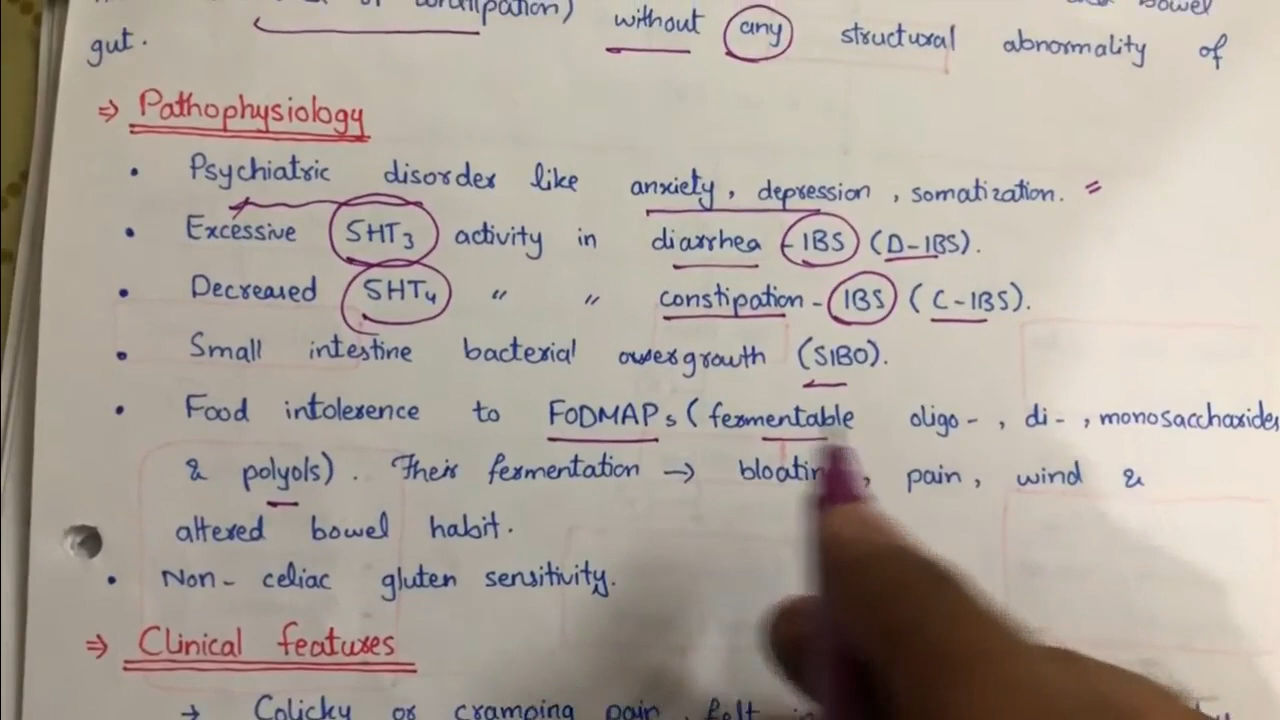 without any structural abnormality of
gut.
⇒ Pathophysiology
• Psychiatric disorder like anxiety, depression, somatization. =
• Excessive 5HT3 activity in diarrhea - IBS (D-IBS).
• Decreased 5HT4 " " constipation - IBS (C-IBS).
• Small intestine bacterial overgrowth (SIBO).
• Food intolerence to FODMAPs (fermentable oligo-, di-, monosaccharides
& polyols). Their fermentation → bloatin , pain, wind &
altered bowel habit.
• Non-celiac gluten sensitivity.
⇒ Clinical features
→ Colicky or cramping pain, felt in